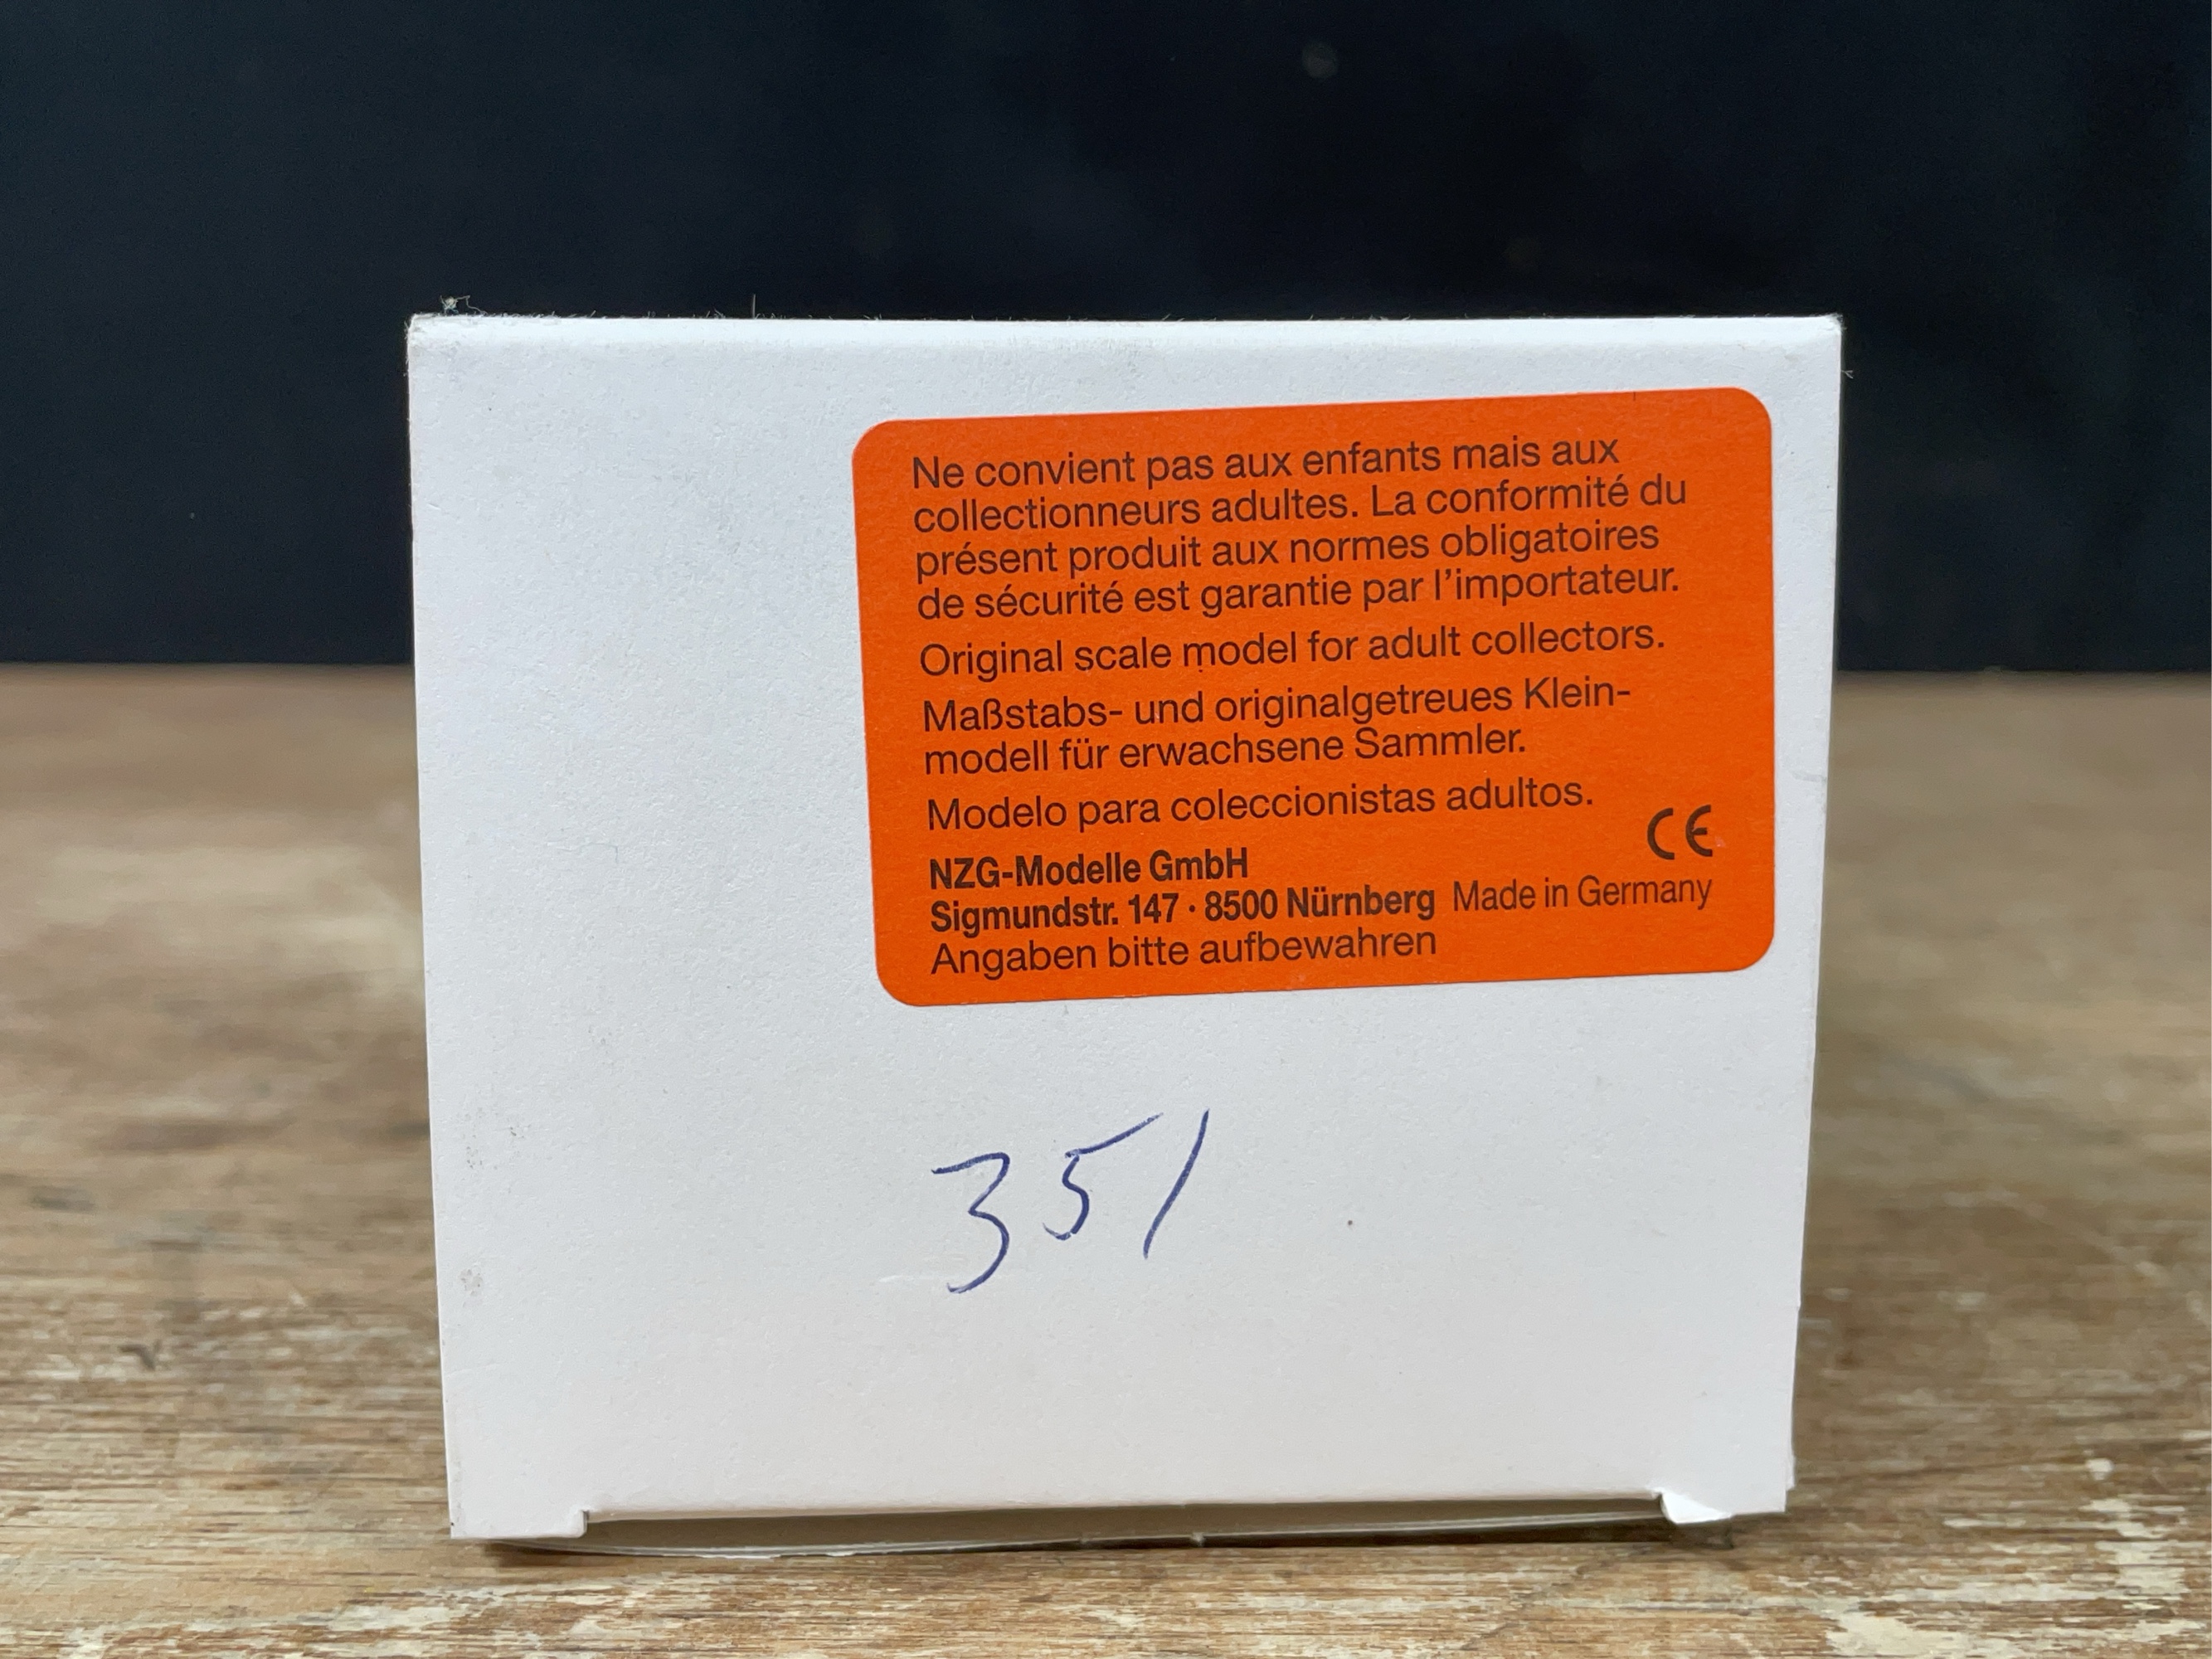 Ne convient pas aux enfants mais aux
collectionneurs adultes. La conformité du
présent produit aux normes obligatoires
de sécurité est garantie par l'importateur.
Original scale model for adult collectors.
Maßstabs- und originalgetreues Klein-
modell für erwachsene Sammler.
Modelo para coleccionistas adultos.
CE
NZG-Modelle GmbH
Sigmundstr. 147 · 8500 Nürnberg Made in Germany
Angaben bitte aufbewahren
351